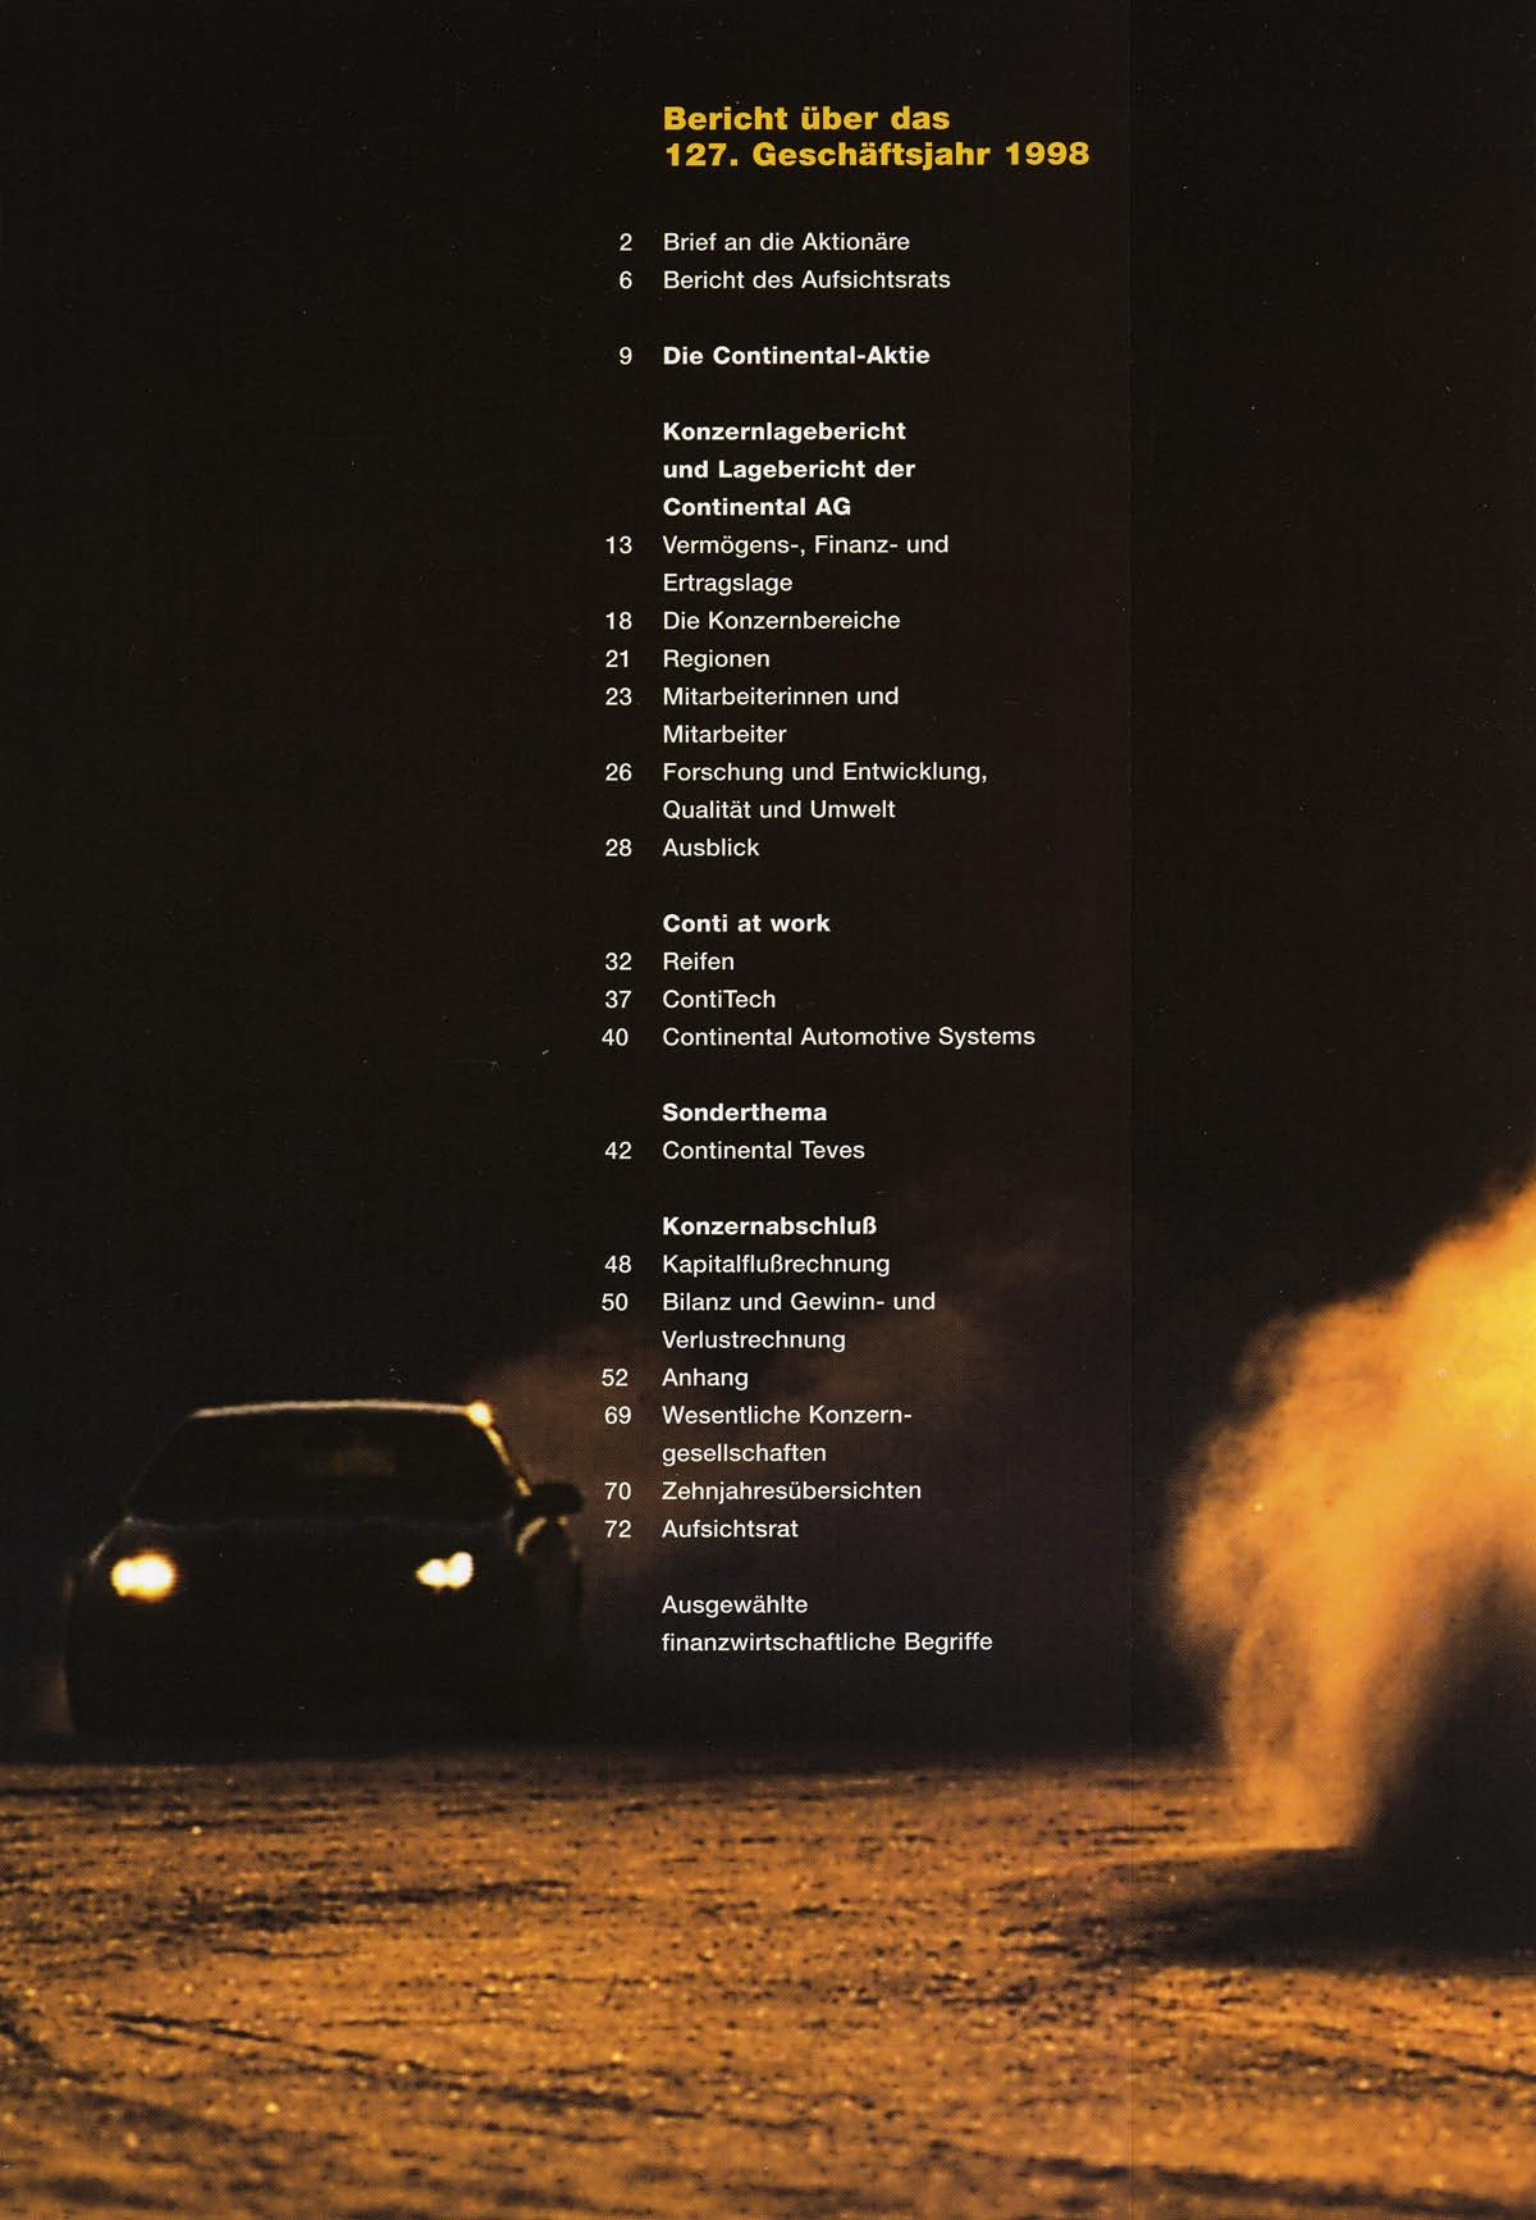 Bericht über das
127. Geschäftsjahr 1998
2 Brief an die Aktionäre
6 Bericht des Aufsichtsrats
9 Die Continental-Aktie
Konzernlagebericht
und Lagebericht der
Continental AG
13 Vermögens-, Finanz- und
Ertragslage
18 Die Konzernbereiche
21 Regionen
23 Mitarbeiterinnen und
Mitarbeiter
26 Forschung und Entwicklung,
Qualität und Umwelt
28 Ausblick
Conti at work
32 Reifen
37 ContiTech
40 Continental Automotive Systems
Sonderthema
42 Continental Teves
Konzernabschluß
48 Kapitalflußrechnung
50 Bilanz und Gewinn- und
Verlustrechnung
52 Anhang
69 Wesentliche Konzern-
gesellschaften
70 Zehnjahresübersichten
72 Aufsichtsrat
Ausgewählte
finanzwirtschaftliche Begriffe